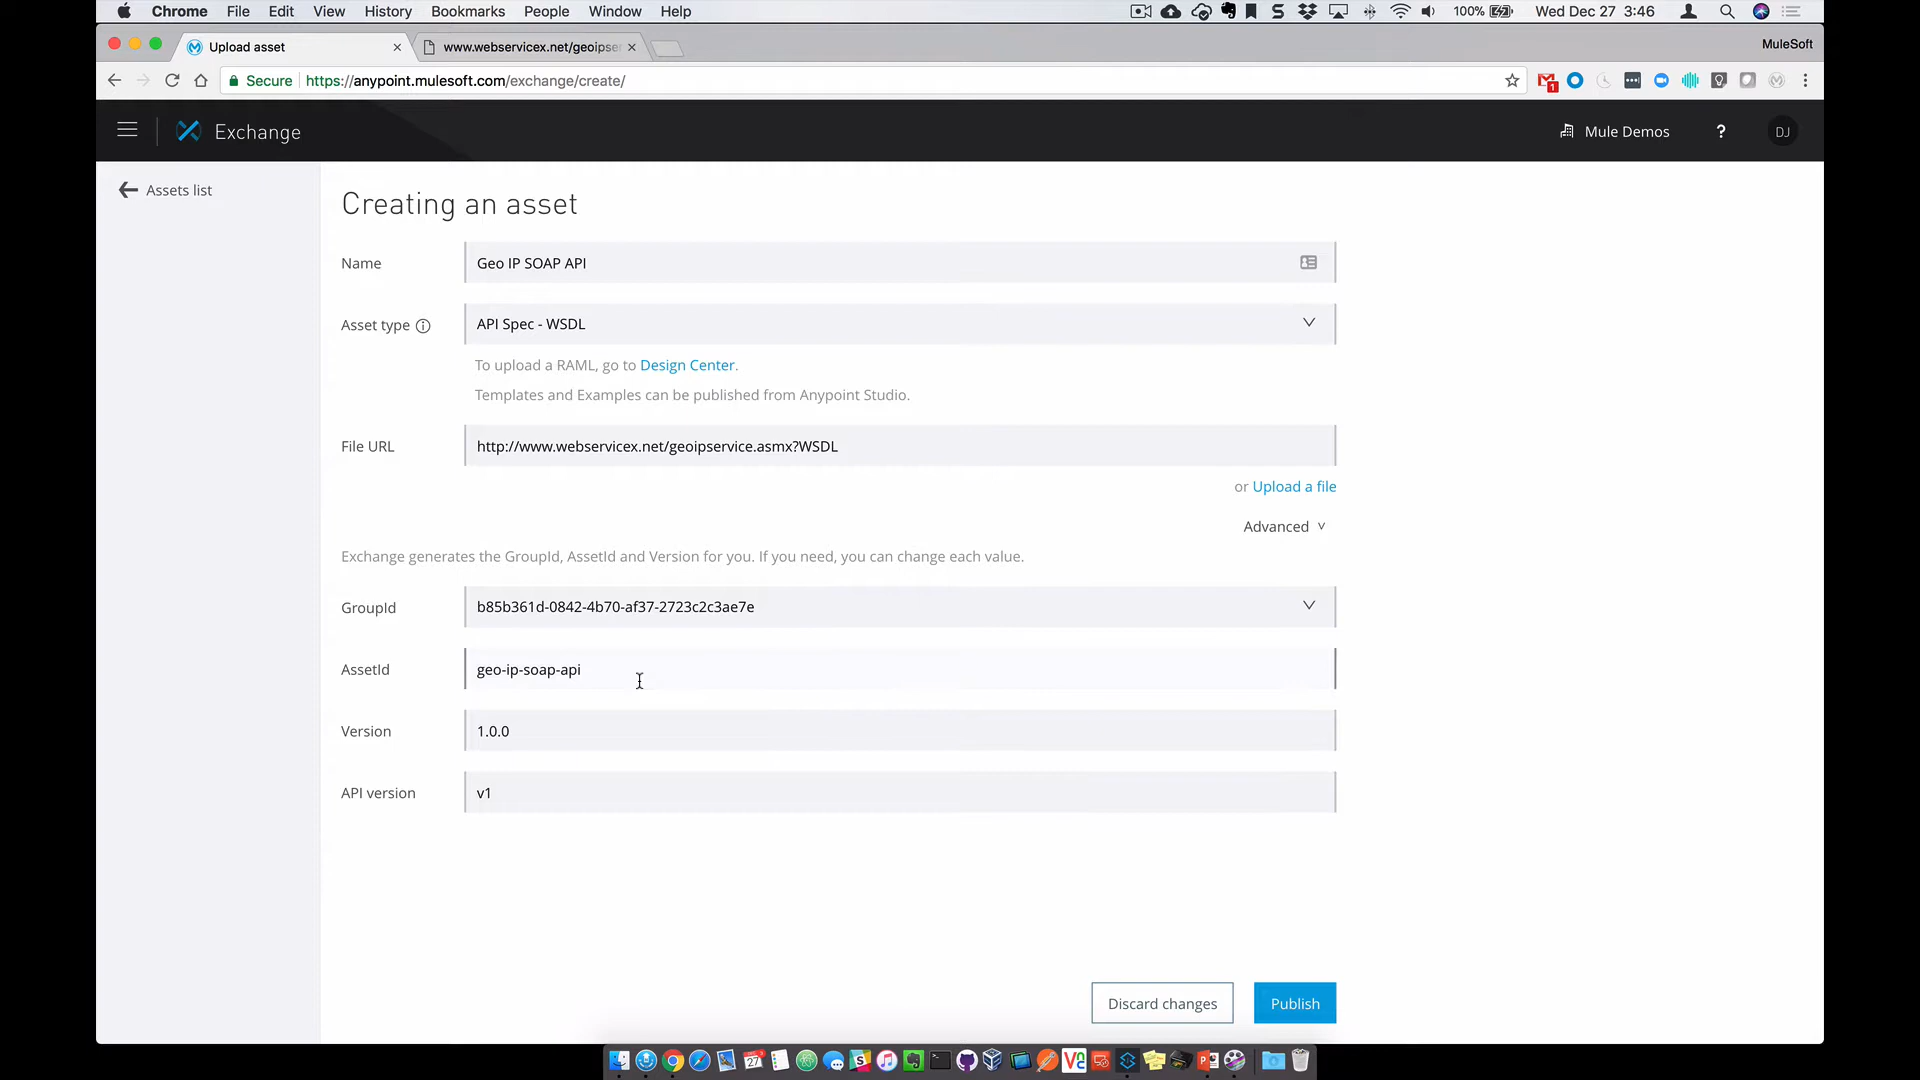 Chrome File Edit View History Bookmarks People Window Help 100% Wed Dec 27 3:46
Upload asset www.webservicex.net/geoipse MuleSoft
Secure https://anypoint.mulesoft.com/exchange/create/
Exchange Mule Demos ? DJ
Assets list
Creating an asset
Name Geo IP SOAP API
Asset type API Spec - WSDL
To upload a RAML, go to Design Center.
Templates and Examples can be published from Anypoint Studio.
File URL http://www.webservicex.net/geoipservice.asmx?WSDL
or Upload a file
Advanced
Exchange generates the GroupId, AssetId and Version for you. If you need, you can change each value.
GroupId b85b361d-0842-4b70-af37-2723c2c3ae7e
AssetId geo-ip-soap-api
Version 1.0.0
API version v1
Discard changes Publish